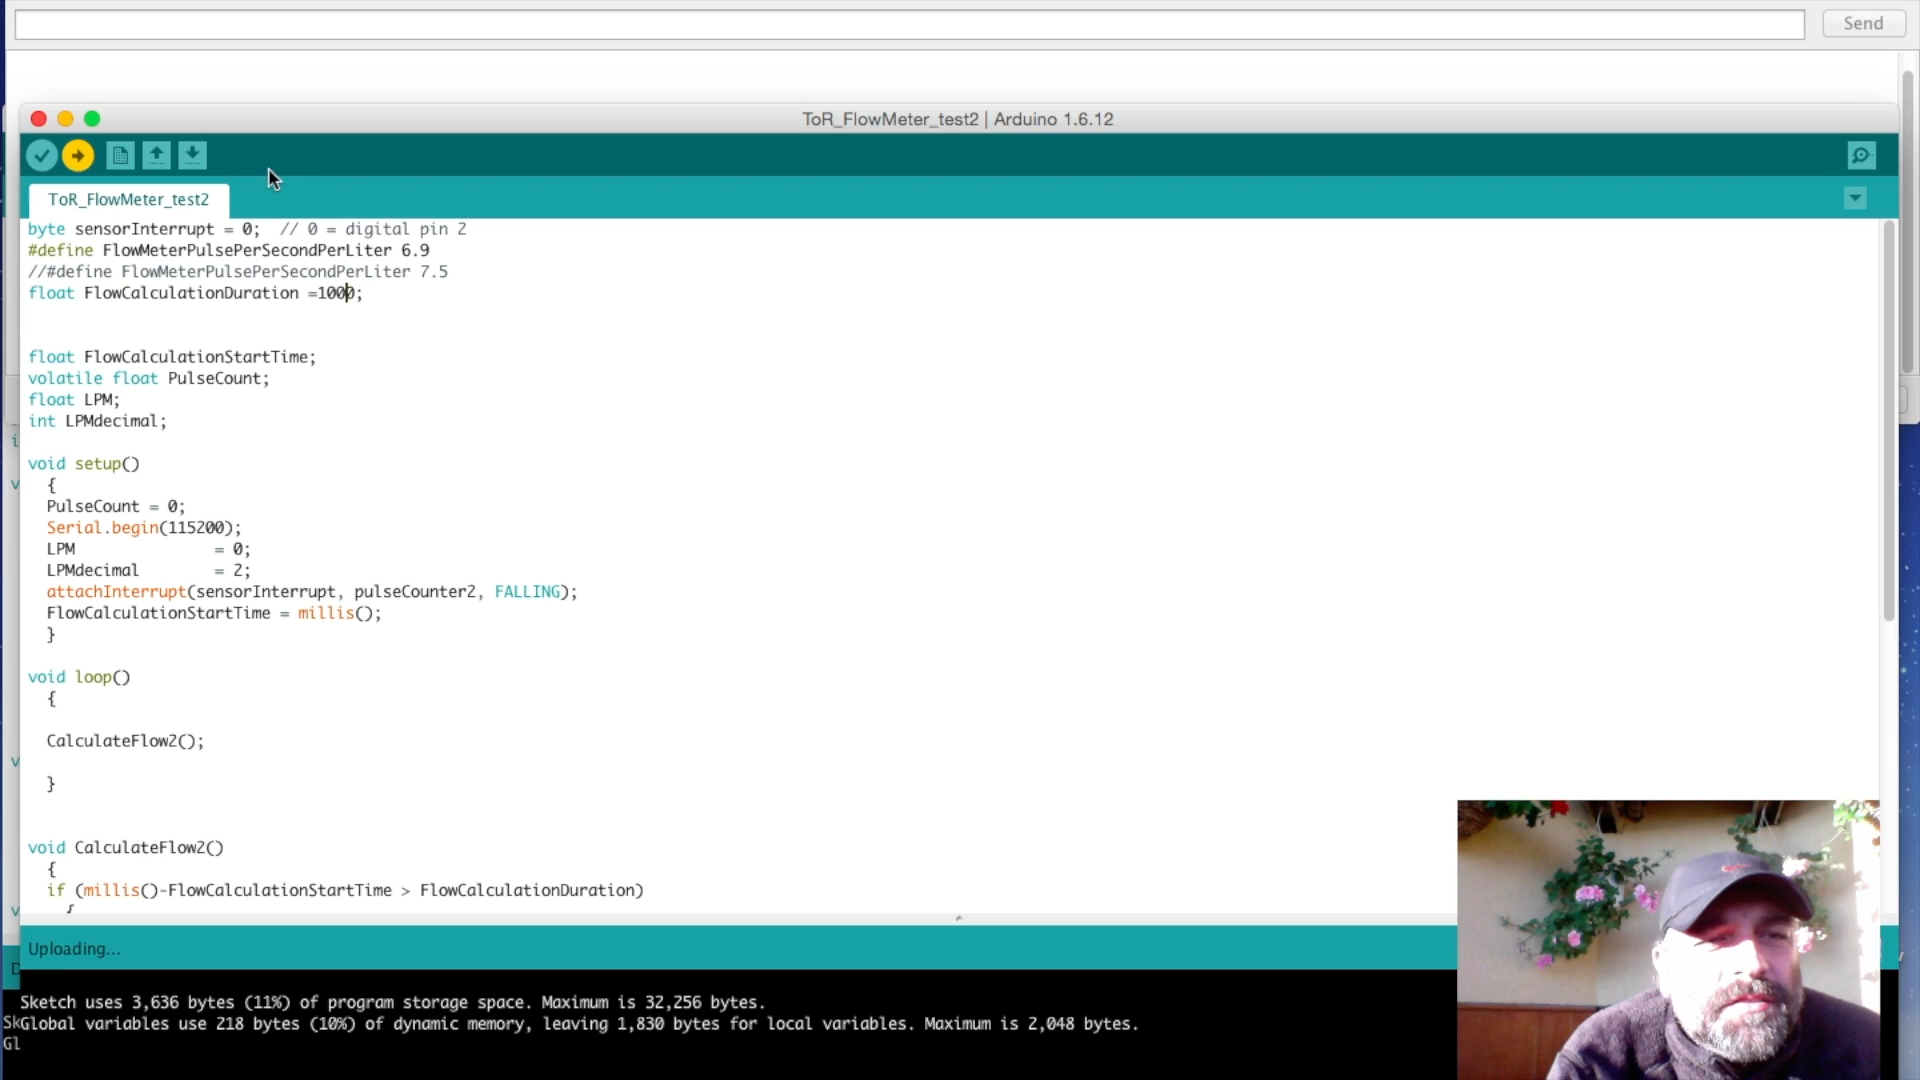 Send
ToR_FlowMeter_test2 | Arduino 1.6.12
ToR_FlowMeter_test2
byte sensorInterrupt = 0;  // 0 = digital pin 2
#define FlowMeterPulsePerSecondPerLiter 6.9
//#define FlowMeterPulsePerSecondPerLiter 7.5
float FlowCalculationDuration =1000;
float FlowCalculationStartTime;
volatile float PulseCount;
float LPM;
int LPMdecimal;
void setup()
{
PulseCount = 0;
Serial.begin(115200);
LPM = 0;
LPMdecimal = 2;
attachInterrupt(sensorInterrupt, pulseCounter2, FALLING);
FlowCalculationStartTime = millis();
}
void loop()
{
CalculateFlow2();
}
void CalculateFlow2()
{
if (millis()-FlowCalculationStartTime > FlowCalculationDuration)
{
Uploading...
Sketch uses 3,636 bytes (11%) of program storage space. Maximum is 32,256 bytes.
Global variables use 218 bytes (10%) of dynamic memory, leaving 1,830 bytes for local variables. Maximum is 2,048 bytes.
Gl